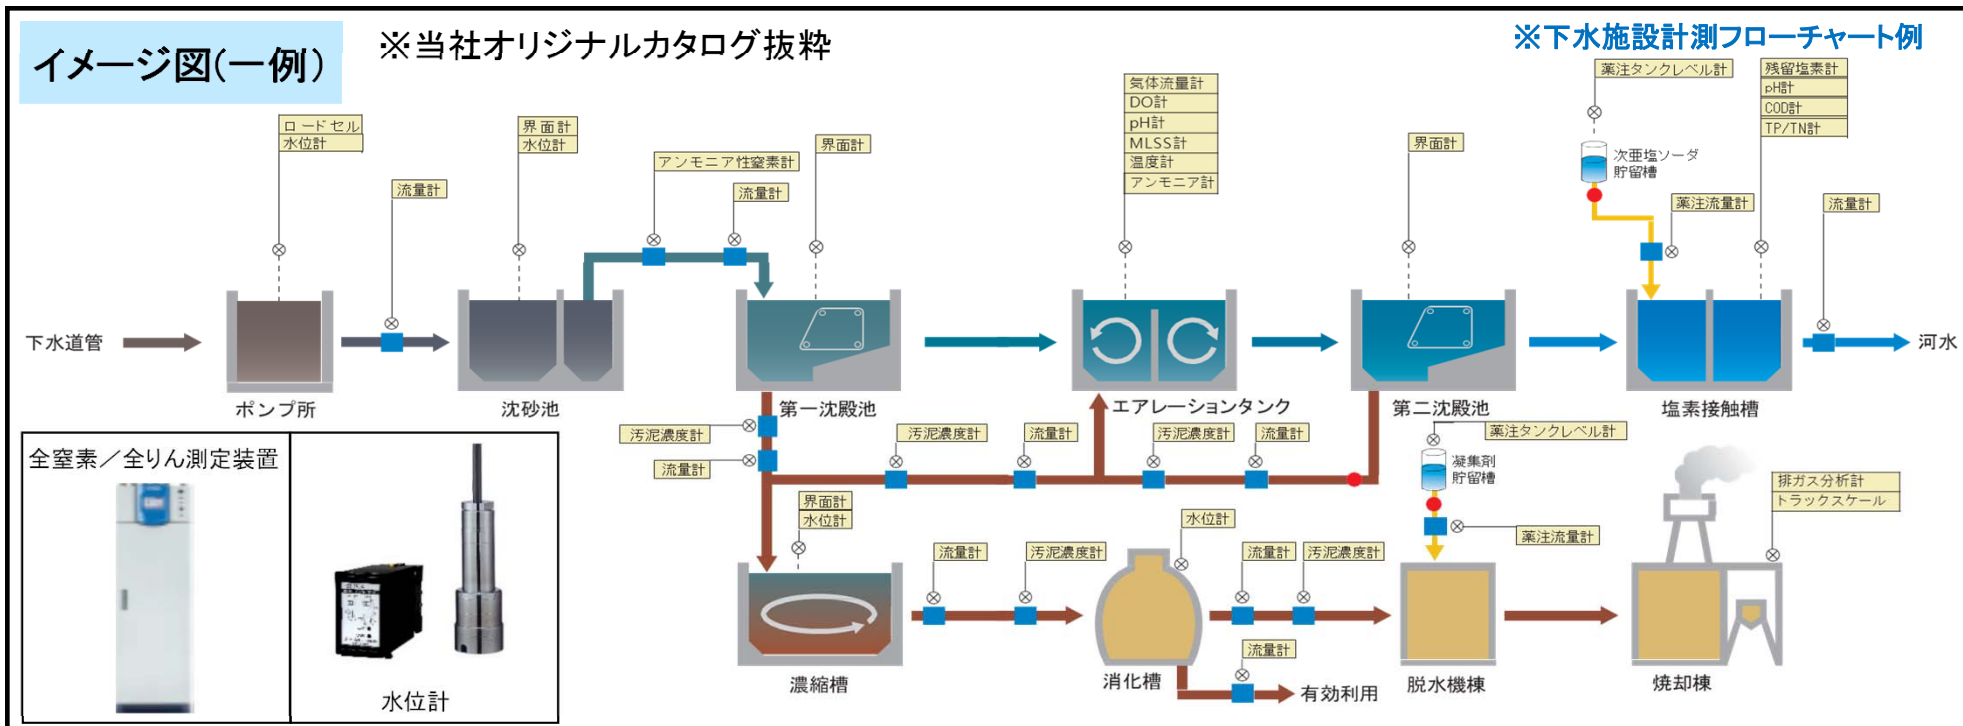 イメージ図(一例)
※当社オリジナルカタログ抜粋
※下水施設計測フローチャート例
ロードセル
水位計
流量計
界面計
水位計
アンモニア性窒素計
流量計
界面計
気体流量計
DO計
pH計
MLSS計
温度計
アンモニア計
界面計
薬注タンクレベル計
次亜塩ソーダ
貯留槽
薬注流量計
残留塩素計
pH計
COD計
TP/TN計
流量計
下水道管
ポンプ所
沈砂池
第一沈殿池
エアレーションタンク
第二沈殿池
塩素接触槽
河水
汚泥濃度計
流量計
汚泥濃度計
流量計
汚泥濃度計
流量計
薬注タンクレベル計
凝集剤
貯留槽
薬注流量計
排ガス分析計
トラックスケール
界面計
水位計
流量計
汚泥濃度計
水位計
流量計
汚泥濃度計
流量計
有効利用
濃縮槽
消化槽
脱水機棟
焼却棟
全窒素／全りん測定装置
水位計